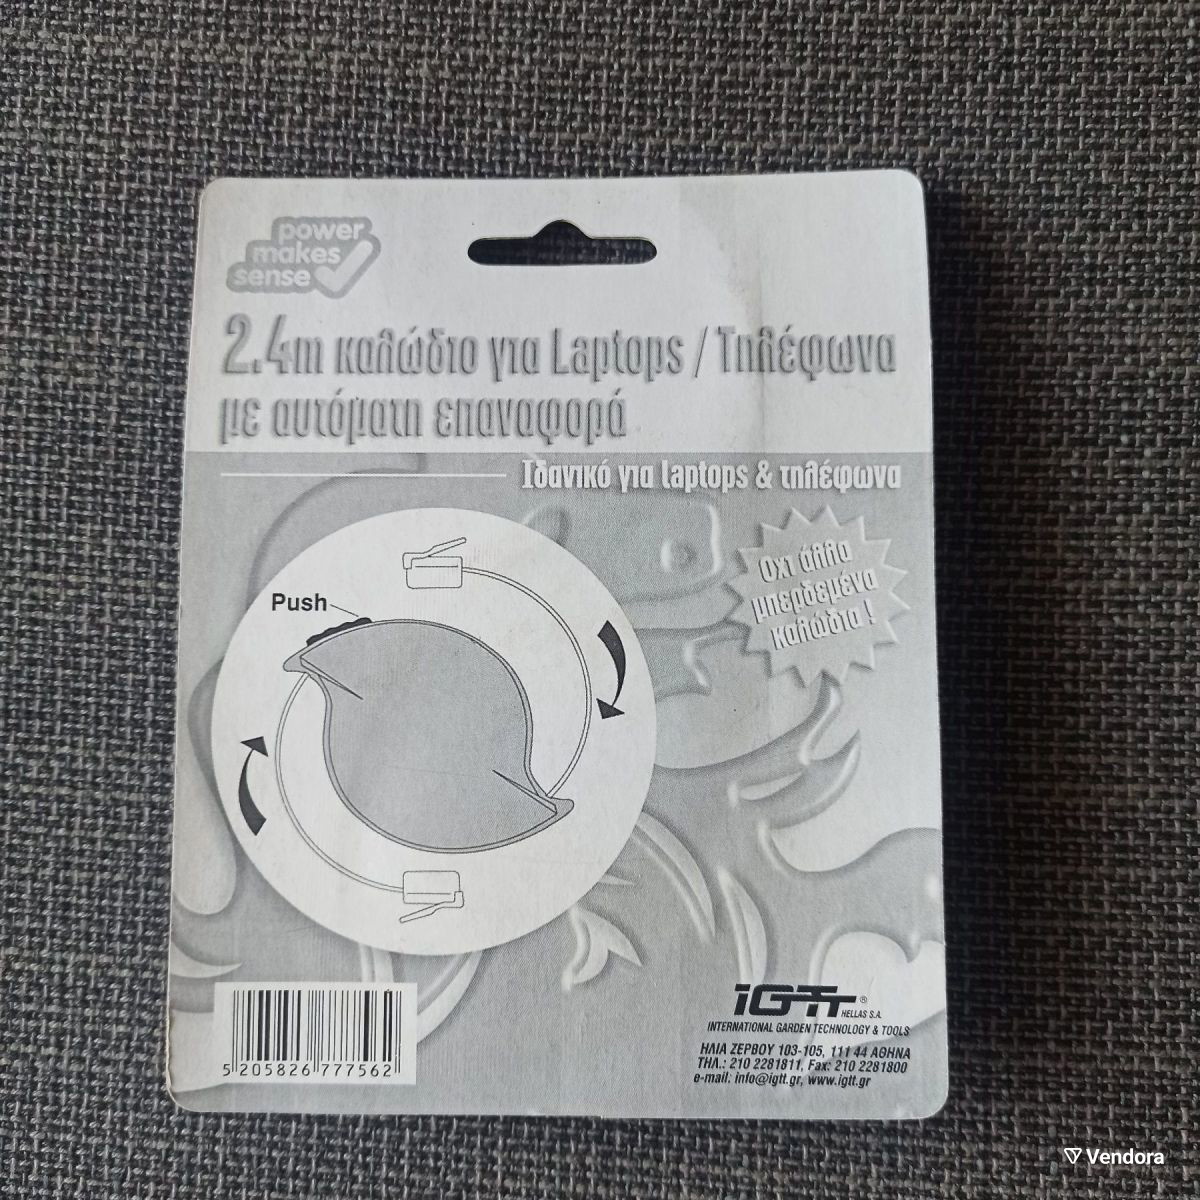 power
makes
sense
2.4m καλώδιο για Laptops / Τηλέφωνα
με αυτόματη επαναφορά
Ιδανικό για laptops & τηλέφωνα
Οχι άλλα
μπερδεμένα
καλώδια !
Push
5 205826 777562
iGTT®
HELLAS S.A.
INTERNATIONAL GARDEN TECHNOLOGY & TOOLS
ΗΛΙΑ ΖΕΡΒΟΥ 103-105, 111 44 ΑΘΗΝΑ
ΤΗΛ.: 210 2281811, Fax: 210 2281800
e-mail: info@igtt.gr, www.igtt.gr
Vendora